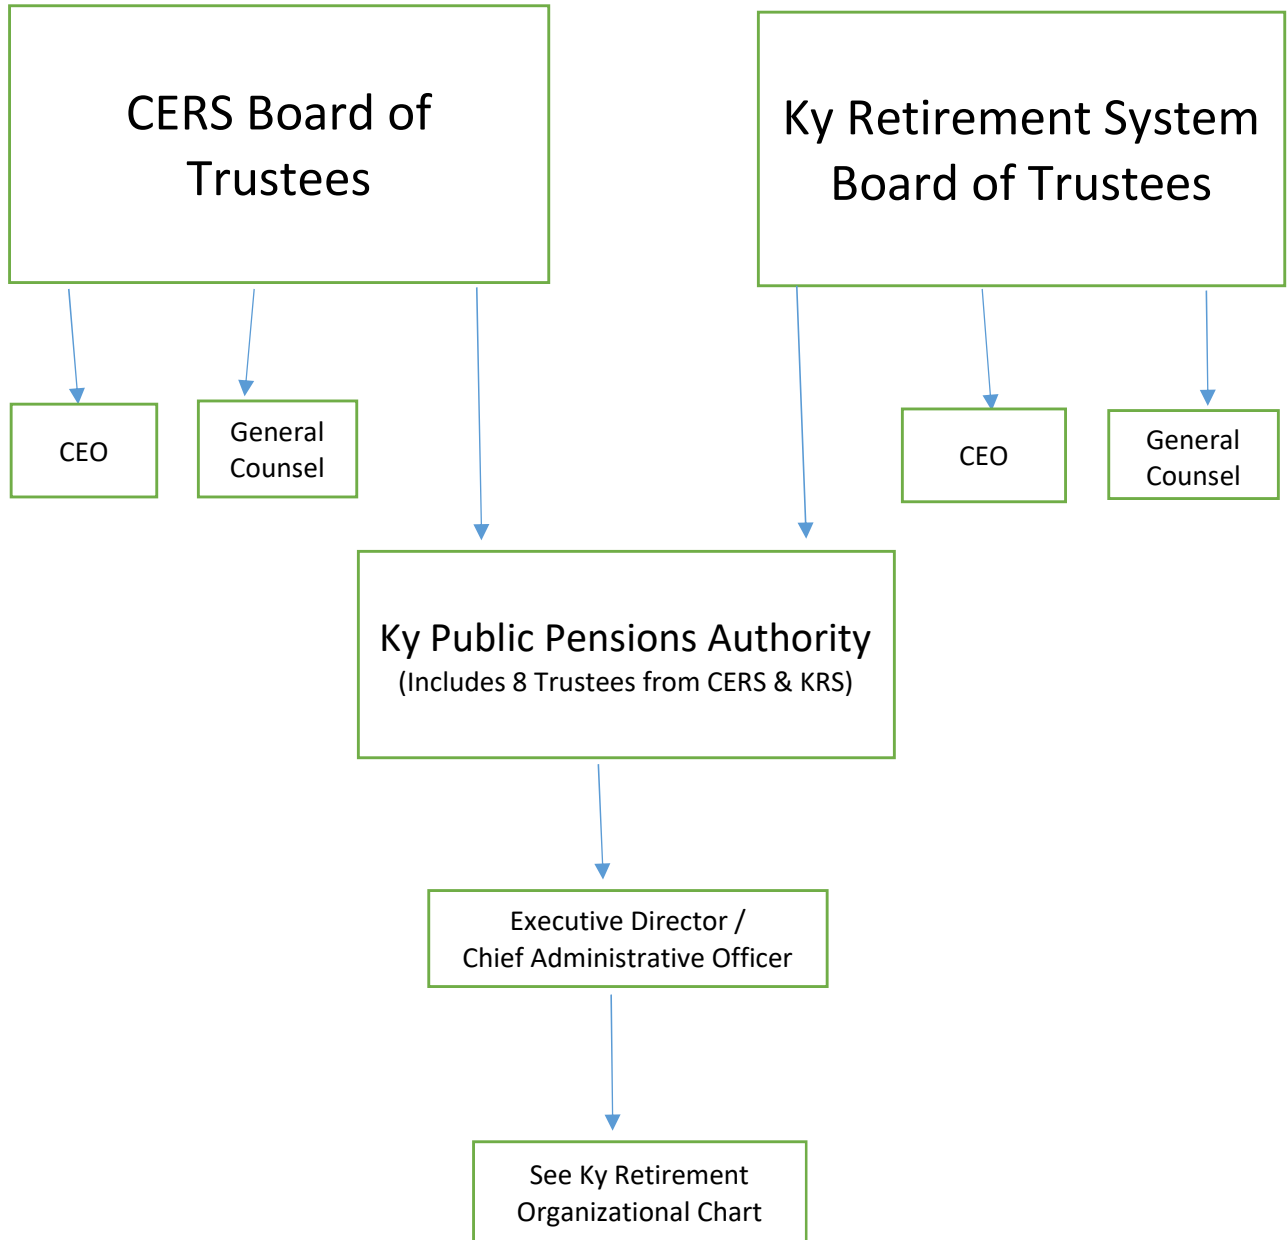 CERS Board of
Trustees
Ky Retirement System
Board of Trustees
CEO
General
Counsel
CEO
General
Counsel
Ky Public Pensions Authority
(Includes 8 Trustees from CERS & KRS)
Executive Director /
Chief Administrative Officer
See Ky Retirement
Organizational Chart